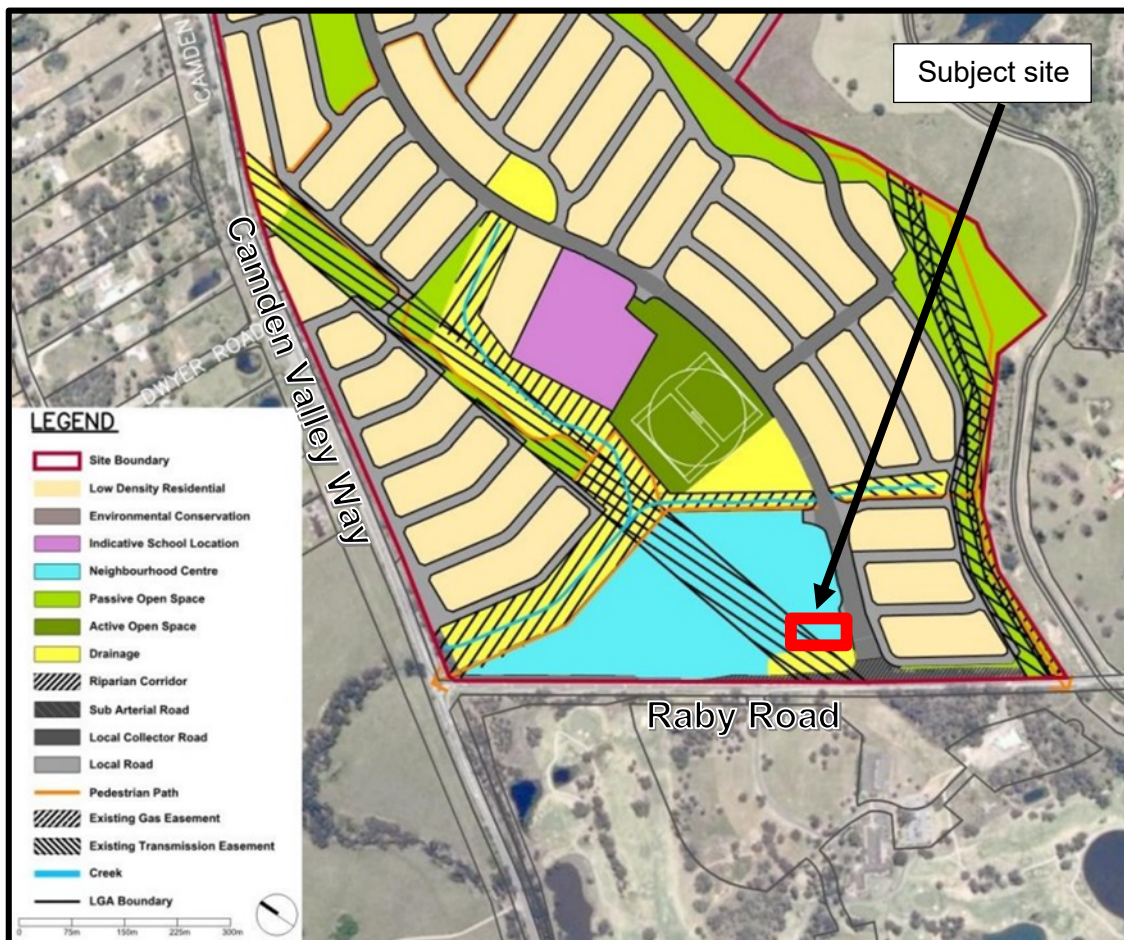 CAMDEN
Subject site
Camden Valley Way
DWYER ROAD
LEGEND
Site Boundary
Low Density Residential
Environmental Conservation
Indicative School Location
Neighbourhood Centre
Passive Open Space
Active Open Space
Drainage
Riparian Corridor
Sub Arterial Road
Local Collector Road
Local Road
Pedestrian Path
Existing Gas Easement
Existing Transmission Easement
Creek
LGA Boundary
0 75m 150m 225m 300m
Raby Road